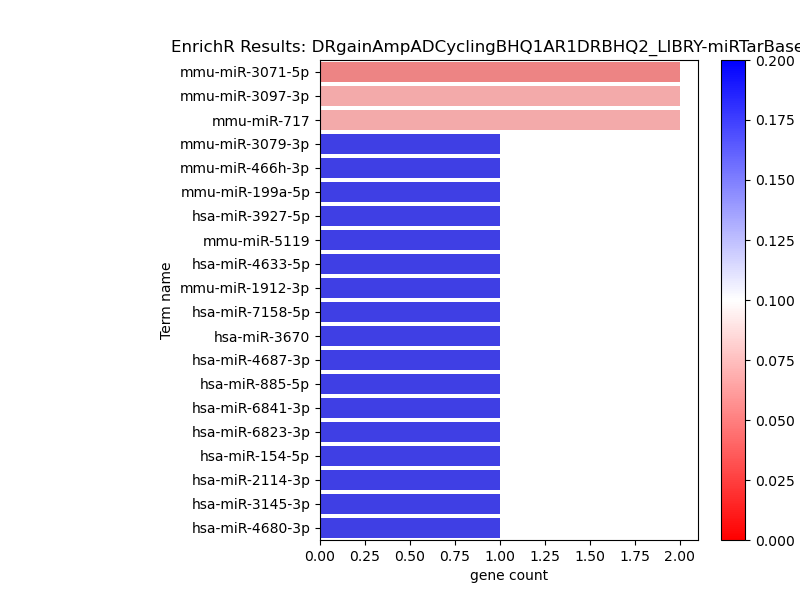 EnrichR Results: DRgainAmpADCyclingBHQ1AR1DRBHQ2_LIBRY-miRTarBase
mmu-miR-3071-5p
mmu-miR-3097-3p
mmu-miR-717
mmu-miR-3079-3p
mmu-miR-466h-3p
mmu-miR-199a-5p
hsa-miR-3927-5p
mmu-miR-5119
hsa-miR-4633-5p
mmu-miR-1912-3p
hsa-miR-7158-5p
hsa-miR-3670
hsa-miR-4687-3p
hsa-miR-885-5p
hsa-miR-6841-3p
hsa-miR-6823-3p
hsa-miR-154-5p
hsa-miR-2114-3p
hsa-miR-3145-3p
hsa-miR-4680-3p
Term name
0.00 0.25 0.50 0.75 1.00 1.25 1.50 1.75 2.00
gene count
0.200
0.175
0.150
0.125
0.100
0.075
0.050
0.025
0.000